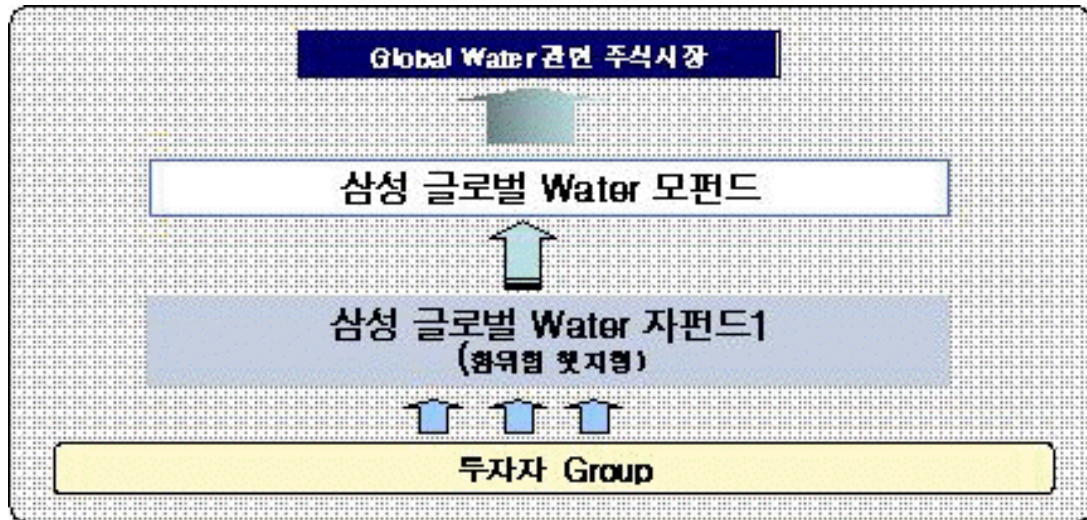 Global Water관련 주식시장
삼성 글로벌 Water 모펀드
삼성 글로벌 Water 자펀드1
(환위험 헷지형)
투자자 Group